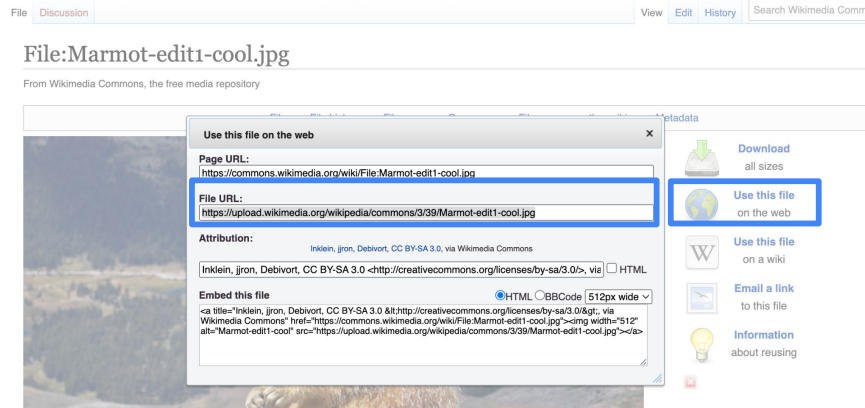 File Discussion View Edit History Search Wikimedia Comm
File:Marmot-edit1-cool.jpg
From Wikimedia Commons, the free media repository
Metadata
Use this file on the web x
Page URL:
https://commons.wikimedia.org/wiki/File:Marmot-edit1-cool.jpg
File URL:
https://upload.wikimedia.org/wikipedia/commons/3/39/Marmot-edit1-cool.jpg
Attribution:
Inklein, jjron, Debivort, CC BY-SA 3.0, via Wikimedia Commons
Inklein, jjron, Debivort, CC BY-SA 3.0 <http://creativecommons.org/licenses/by-sa/3.0/>, via HTML
Embed this file HTML BBCode 512px wide
<a title="Inklein, jjron, Debivort, CC BY-SA 3.0 &lt;http://creativecommons.org/licenses/by-sa/3.0/&gt;, via
Wikimedia Commons" href="https://commons.wikimedia.org/wiki/File:Marmot-edit1-cool.jpg"><img width="512"
alt="Marmot-edit1-cool" src="https://upload.wikimedia.org/wikipedia/commons/3/39/Marmot-edit1-cool.jpg"></a>
Download
all sizes
Use this file
on the web
W
Use this file
on a wiki
Email a link
to this file
Information
about reusing